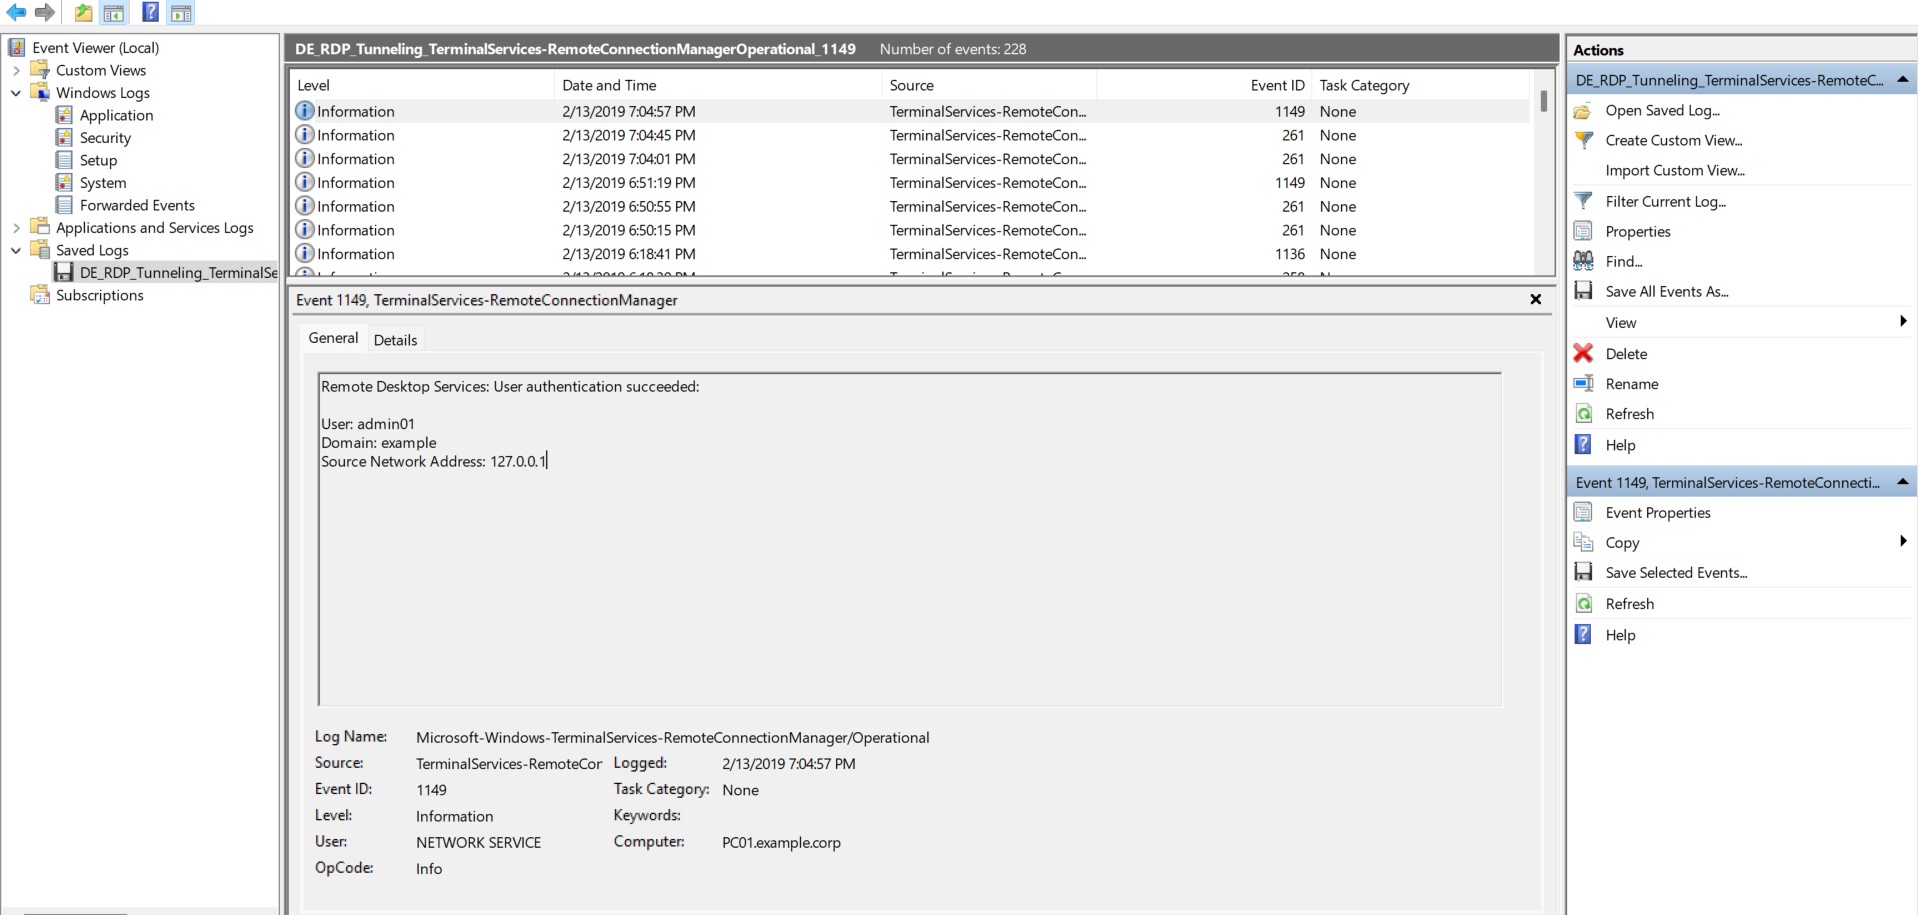 Event Viewer (Local)
Custom Views
Windows Logs
Application
Security
Setup
System
Forwarded Events
Applications and Services Logs
Saved Logs
DE_RDP_Tunneling_TerminalSe
Subscriptions
DE_RDP_Tunneling_TerminalServices-RemoteConnectionManagerOperational_1149 Number of events: 228
Level Date and Time Source Event ID Task Category
Information 2/13/2019 7:04:57 PM TerminalServices-RemoteCon... 1149 None
Information 2/13/2019 7:04:45 PM TerminalServices-RemoteCon... 261 None
Information 2/13/2019 7:04:01 PM TerminalServices-RemoteCon... 261 None
Information 2/13/2019 6:51:19 PM TerminalServices-RemoteCon... 1149 None
Information 2/13/2019 6:50:55 PM TerminalServices-RemoteCon... 261 None
Information 2/13/2019 6:50:15 PM TerminalServices-RemoteCon... 261 None
Information 2/13/2019 6:18:41 PM TerminalServices-RemoteCon... 1136 None
Event 1149, TerminalServices-RemoteConnectionManager
General Details
Remote Desktop Services: User authentication succeeded:
User: admin01
Domain: example
Source Network Address: 127.0.0.1
Log Name: Microsoft-Windows-TerminalServices-RemoteConnectionManager/Operational
Source: TerminalServices-RemoteCor Logged: 2/13/2019 7:04:57 PM
Event ID: 1149 Task Category: None
Level: Information Keywords:
User: NETWORK SERVICE Computer: PC01.example.corp
OpCode: Info
Actions
DE_RDP_Tunneling_TerminalServices-RemoteC...
Open Saved Log...
Create Custom View...
Import Custom View...
Filter Current Log...
Properties
Find...
Save All Events As...
View
Delete
Rename
Refresh
Help
Event 1149, TerminalServices-RemoteConnecti...
Event Properties
Copy
Save Selected Events...
Refresh
Help